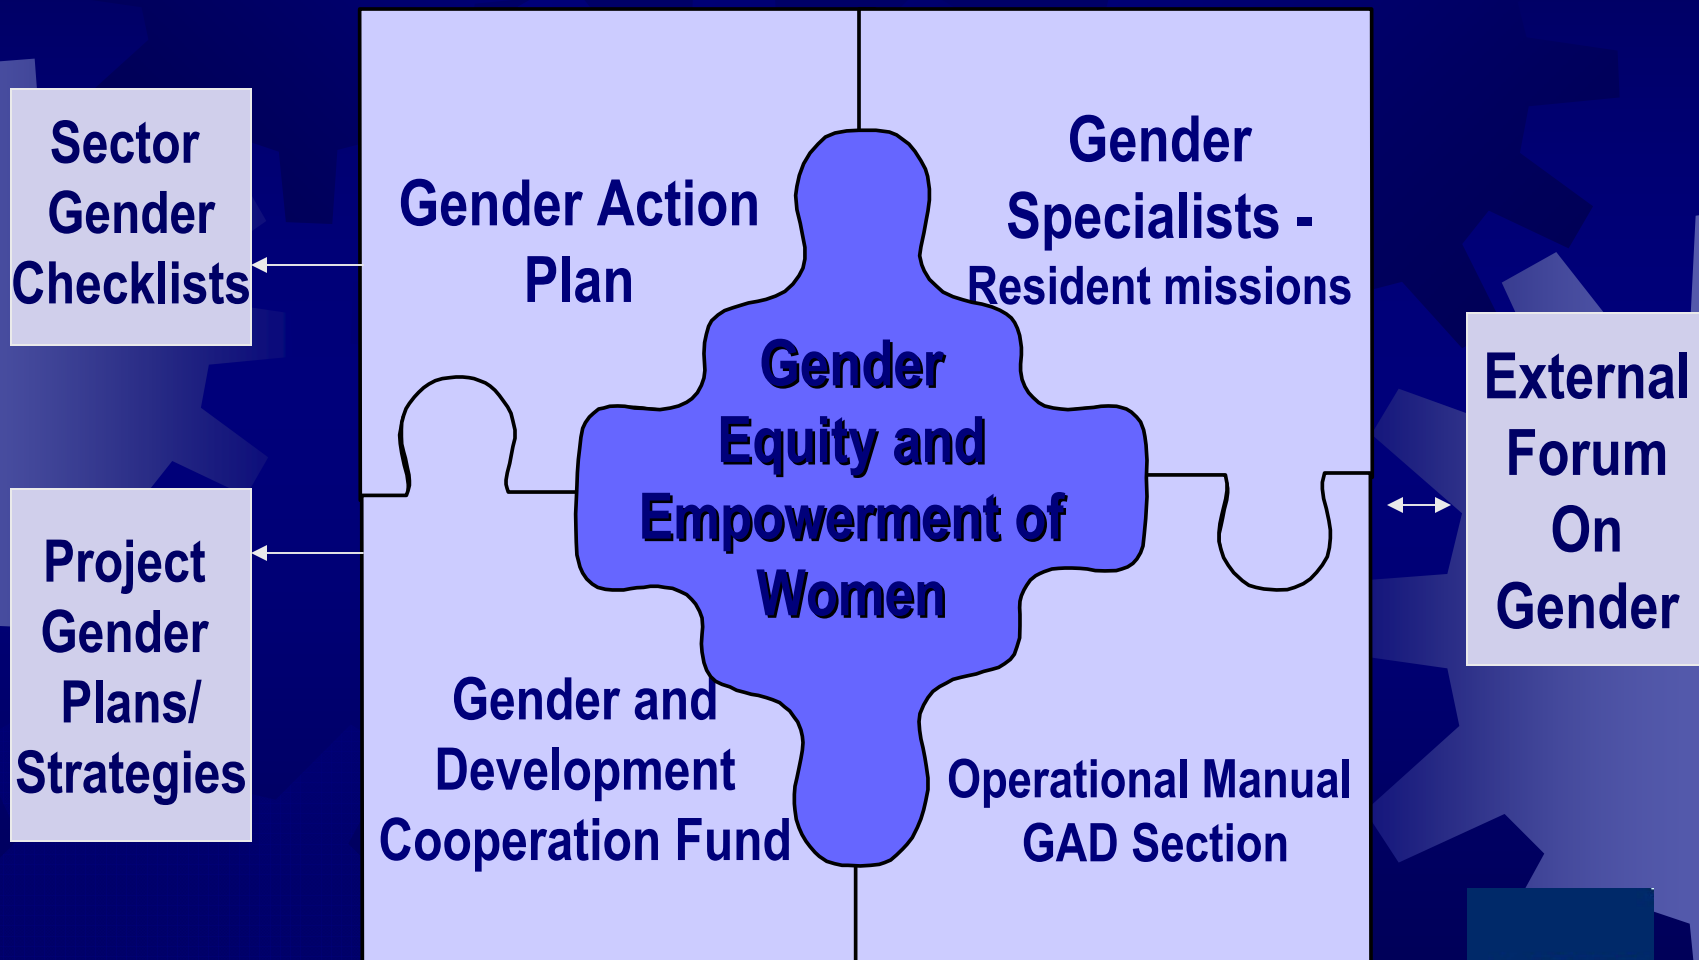 Sector
Gender
Checklists
Project
Gender
Plans/
Strategies
Gender Action
Plan
Gender
Specialists -
Resident missions
Gender
Equity and
Empowerment of
Women
Gender and
Development
Cooperation Fund
Operational Manual
GAD Section
External
Forum
On
Gender